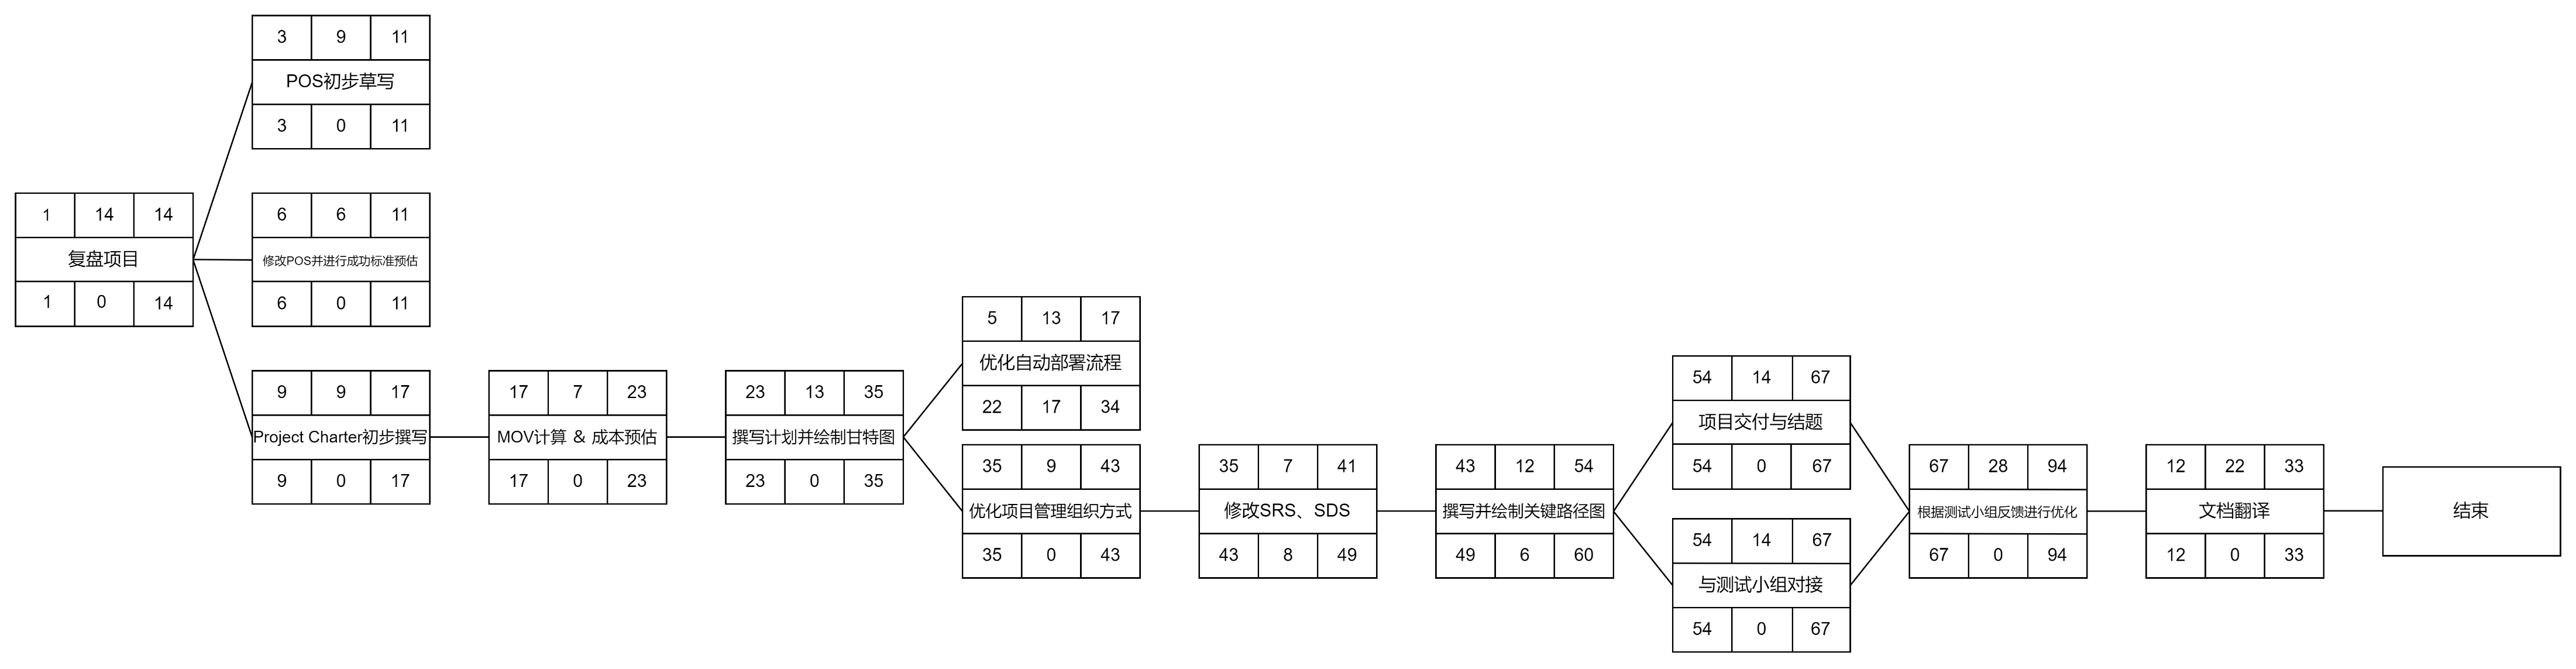 3 9 11
POS初步草写
3 0 11
1 14 14
复盘项目
1 0 14
6 6 11
修改POS并进行成功标准预估
6 0 11
9 9 17
Project Charter初步撰写
9 0 17
17 7 23
MOV计算 & 成本预估
17 0 23
23 13 35
撰写计划并绘制甘特图
23 0 35
5 13 17
优化自动部署流程
22 17 34
35 9 43
优化项目管理组织方式
35 0 43
35 7 41
修改SRS、SDS
43 8 49
43 12 54
撰写并绘制关键路径图
49 6 60
54 14 67
项目交付与结题
54 0 67
54 14 67
与测试小组对接
54 0 67
67 28 94
根据测试小组反馈进行优化
67 0 94
12 22 33
文档翻译
12 0 33
结束